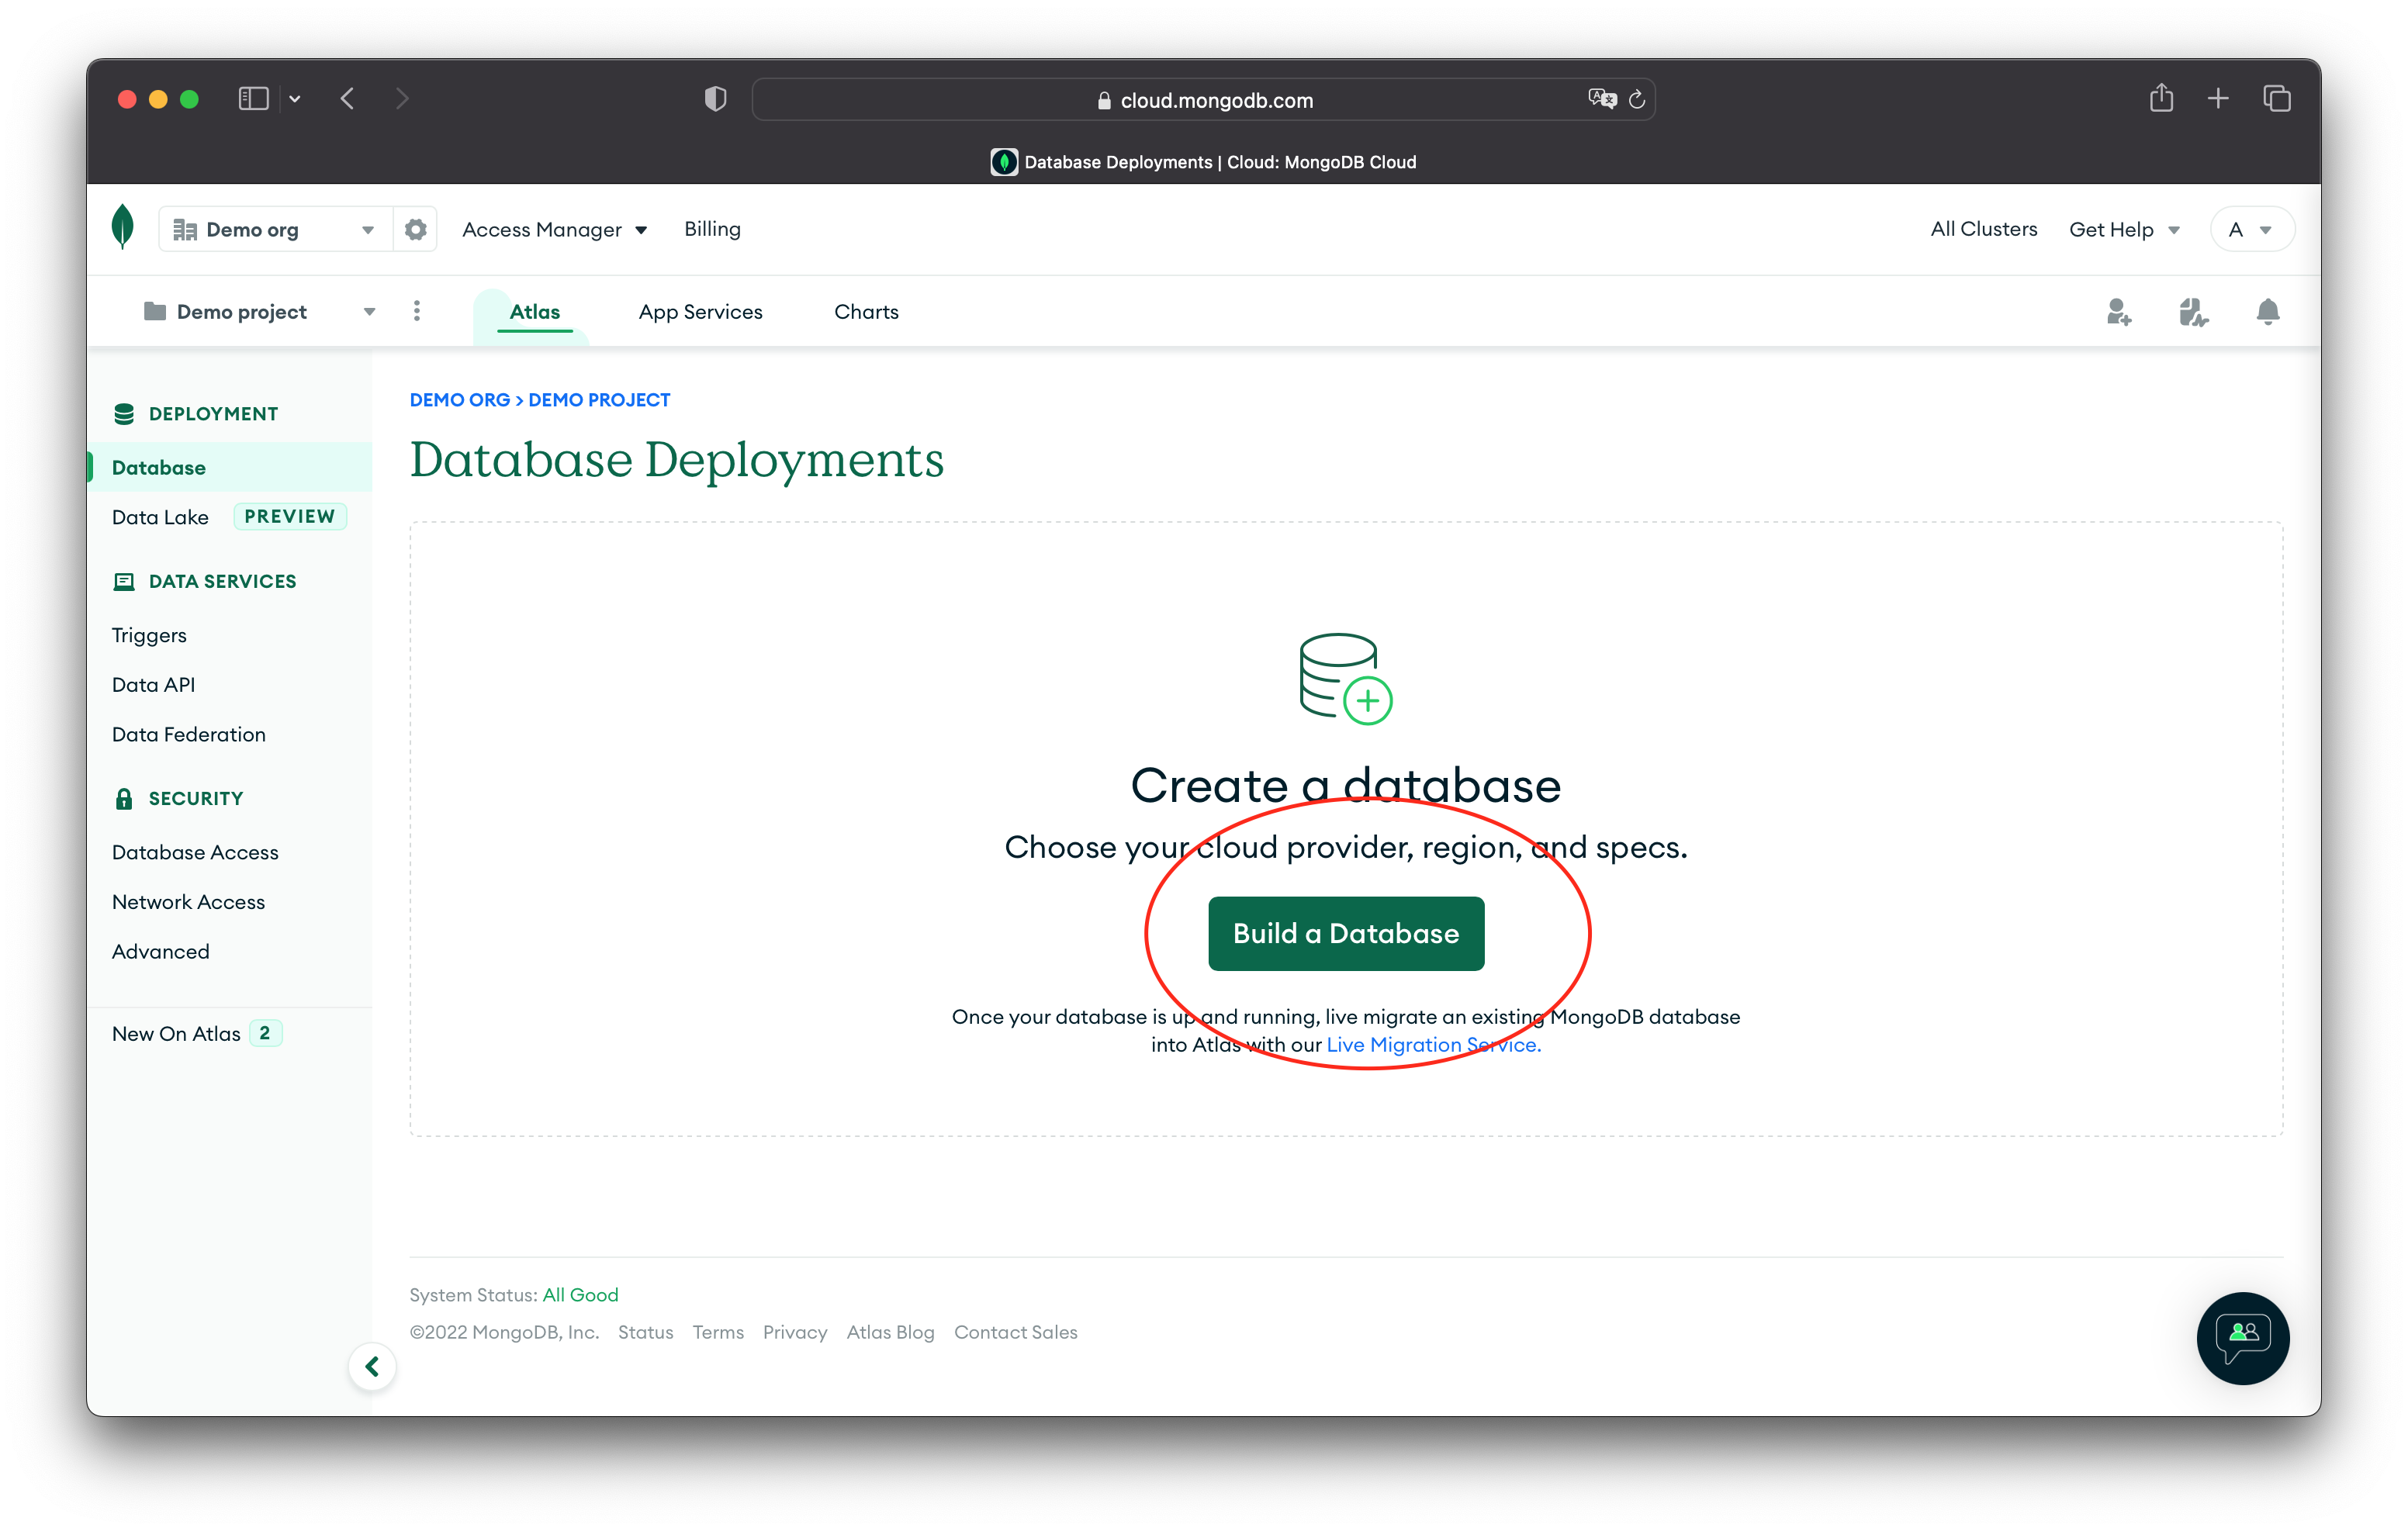 cloud.mongodb.com
Database Deployments | Cloud: MongoDB Cloud
Demo org
Access Manager
Billing
All Clusters
Get Help
A
Demo project
Atlas
App Services
Charts
DEPLOYMENT
Database
Data Lake PREVIEW
DATA SERVICES
Triggers
Data API
Data Federation
SECURITY
Database Access
Network Access
Advanced
New On Atlas 2
DEMO ORG > DEMO PROJECT
Database Deployments
Create a database
Choose your cloud provider, region, and specs.
Build a Database
Once your database is up and running, live migrate an existing MongoDB database
into Atlas with our Live Migration Service.
System Status: All Good
©2022 MongoDB, Inc. Status Terms Privacy Atlas Blog Contact Sales